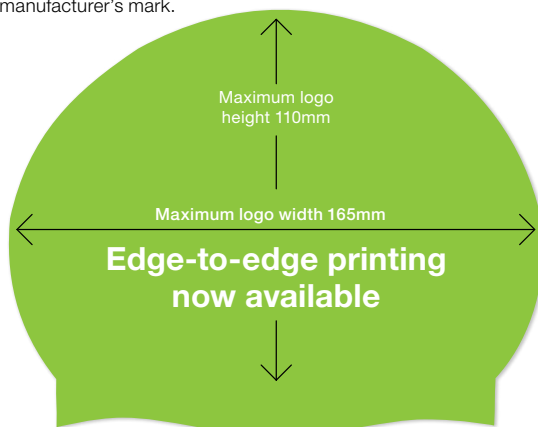 manufacturer’s mark.
Maximum logo
height 110mm
Maximum logo width 165mm
Edge-to-edge printing
now available